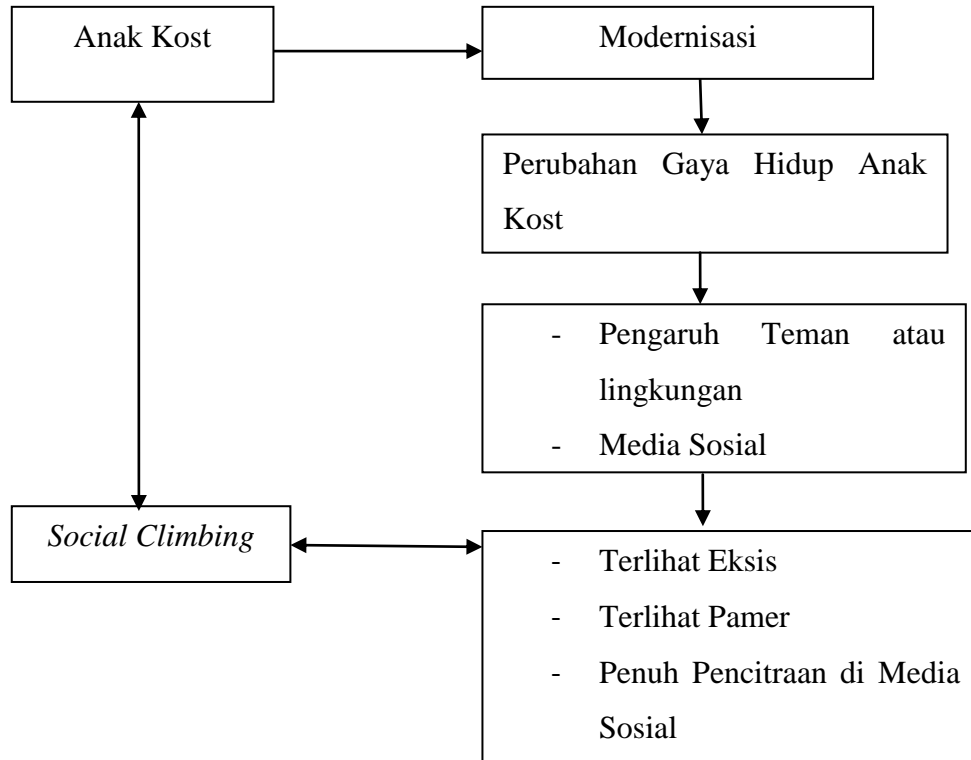 Anak Kost
Modernisasi
Perubahan Gaya Hidup Anak
Kost
- Pengaruh Teman atau
lingkungan
- Media Sosial
Social Climbing
- Terlihat Eksis
- Terlihat Pamer
- Penuh Pencitraan di Media
Sosial